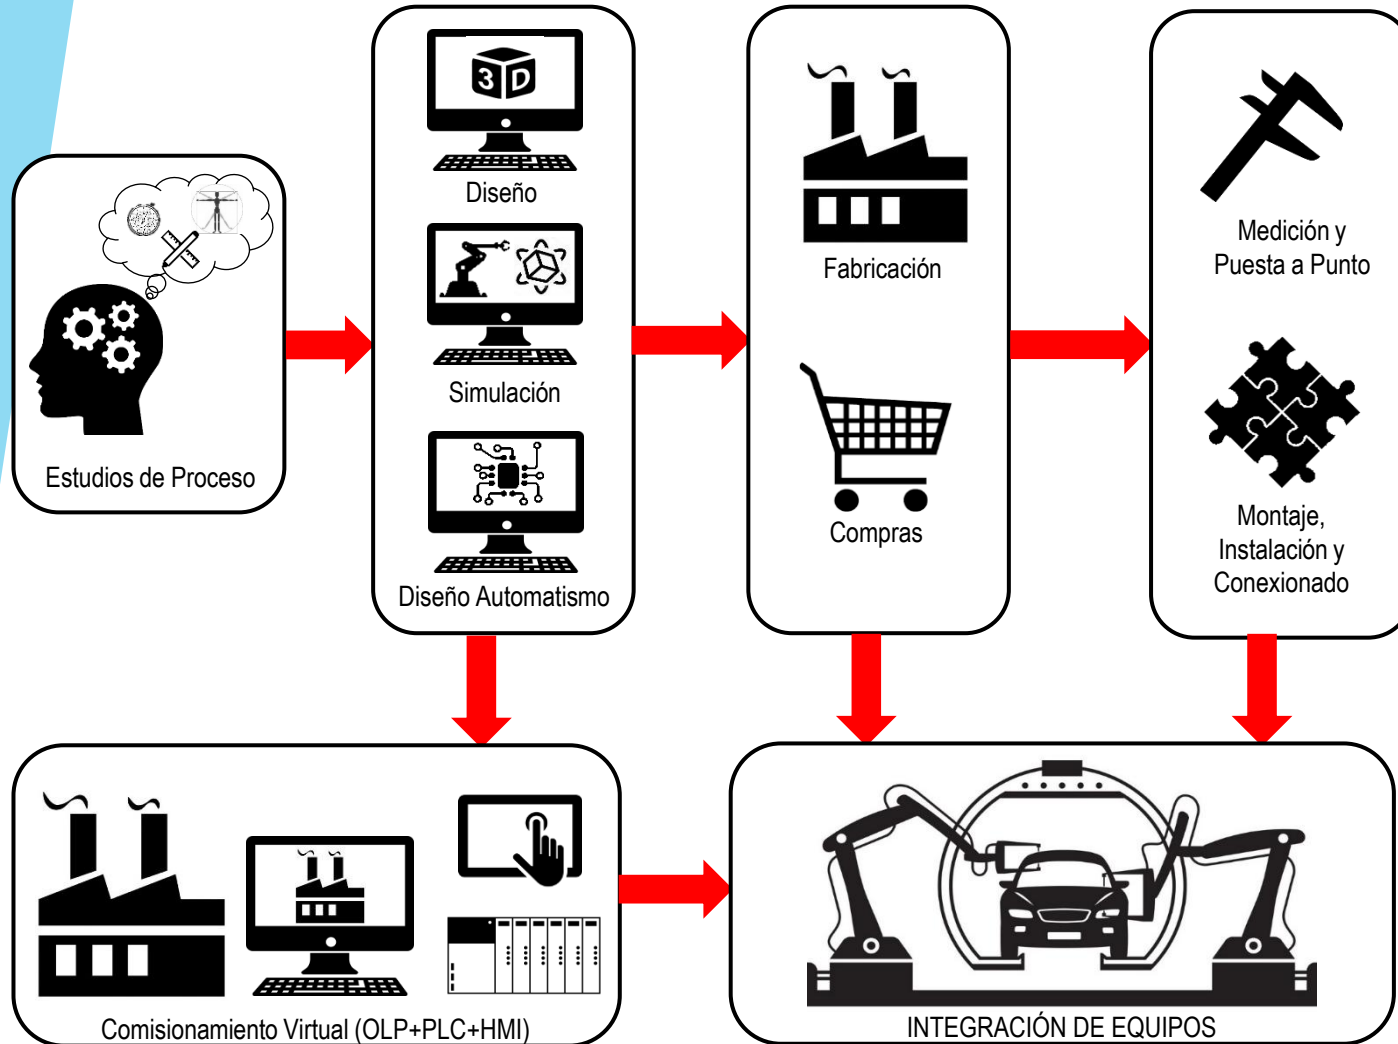 Estudios de Proceso
3D
Diseño
Simulación
Diseño Automatismo
Fabricación
Compras
Medición y
Puesta a Punto
Montaje,
Instalación y
Conexionado
Comisionamiento Virtual (OLP+PLC+HMI)
INTEGRACIÓN DE EQUIPOS